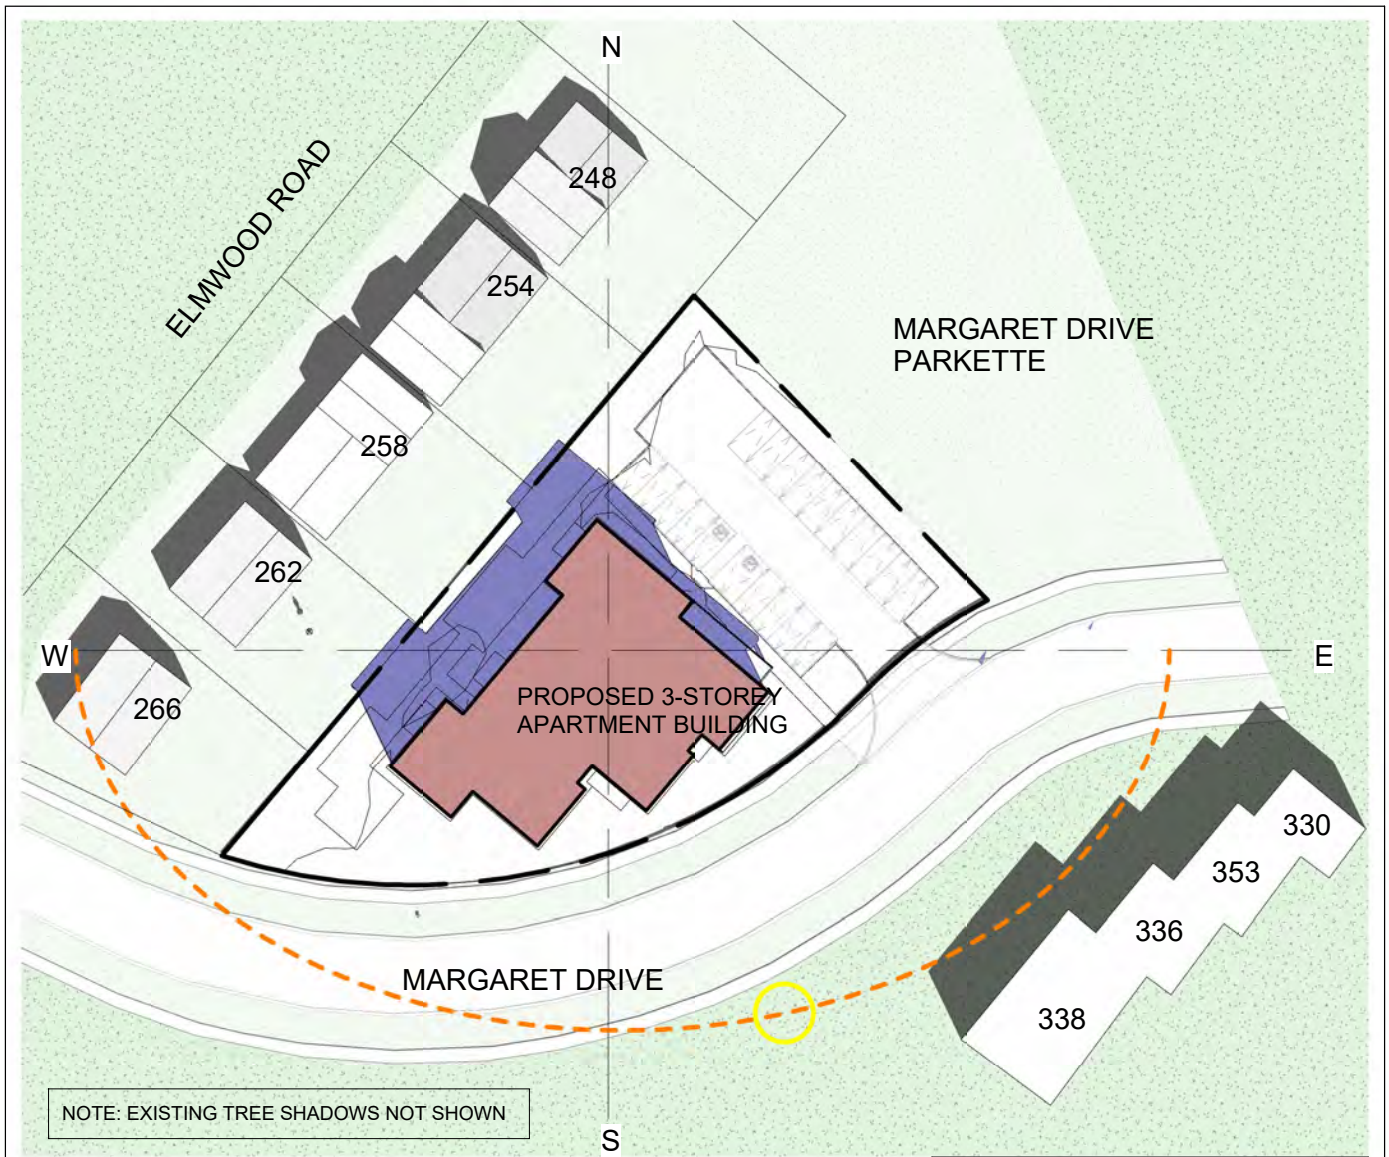 N
248
ELMWOOD ROAD
254
MARGARET DRIVE
PARKETTE
258
262
W
E
266
PROPOSED 3-STOREY
APARTMENT BUILDING
330
353
336
MARGARET DRIVE
338
NOTE: EXISTING TREE SHADOWS NOT SHOWN
S